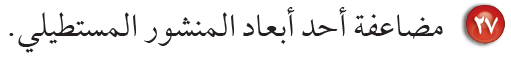 ٢٧ مضاعفة أحد أبعاد المنشور المستطيلي.